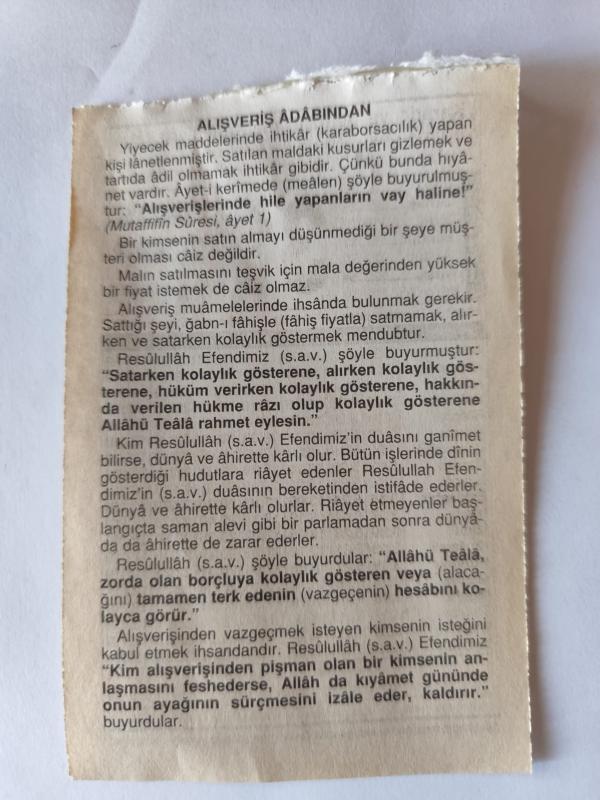 ALIŞVERİŞ ÂDÂBINDAN
Yiyecek maddelerinde ihtikâr (karaborsacılık) yapan
kişi lânetlenmiştir. Satılan maldaki kusurları gizlemek ve
tartıda âdil olmamak ihtikâr gibidir. Çünkü bunda hıyâ-
net vardır. Âyet-i kerîmede (meâlen) şöyle buyurulmuş-
tur: "Alışverişlerinde hile yapanların vay haline!"
(Mutaffifîn Sûresi, âyet 1)
Bir kimsenin satın almayı düşünmediği bir şeye müş-
teri olması câiz değildir.
Malın satılmasını teşvik için mala değerinden yüksek
bir fiyat istemek de câiz olmaz.
Alışveriş muâmelelerinde ihsânda bulunmak gerekir.
Sattığı şeyi, ğabn-ı fâhişle (fâhiş fiyatla) satmamak, alır-
ken ve satarken kolaylık göstermek mendubtur.
Resûlullâh Efendimiz (s.a.v.) şöyle buyurmuştur:
"Satarken kolaylık gösterene, alırken kolaylık gös-
terene, hüküm verirken kolaylık gösterene, hakkın-
da verilen hükme râzı olup kolaylık gösterene
Allâhü Teâlâ rahmet eylesin."
Kim Resûlullâh (s.a.v.) Efendimiz'in duâsını ganîmet
bilirse, dünyâ ve âhirette kârlı olur. Bütün işlerinde dînin
gösterdiği hudutlara riâyet edenler Resûlullah Efen-
dimiz'in (s.a.v.) duâsının bereketinden istifâde ederler.
Dünyâ ve âhirette kârlı olurlar. Riâyet etmeyenler baş-
langıçta saman alevi gibi bir parlamadan sonra dünyâ-
da da âhirette de zarar ederler.
Resûlullâh (s.a.v.) şöyle buyurdular: "Allâhü Teâlâ,
zorda olan borçluya kolaylık gösteren veya (alaca-
ğını) tamamen terk edenin (vazgeçenin) hesâbını ko-
layca görür."
Alışverişinden vazgeçmek isteyen kimsenin isteğini
kabul etmek ihsandandır. Resûlullâh (s.a.v.) Efendimiz
"Kim alışverişinden pişman olan bir kimsenin an-
laşmasını feshederse, Allâh da kıyâmet gününde
onun ayağının sürçmesini izâle eder, kaldırır."
buyurdular.